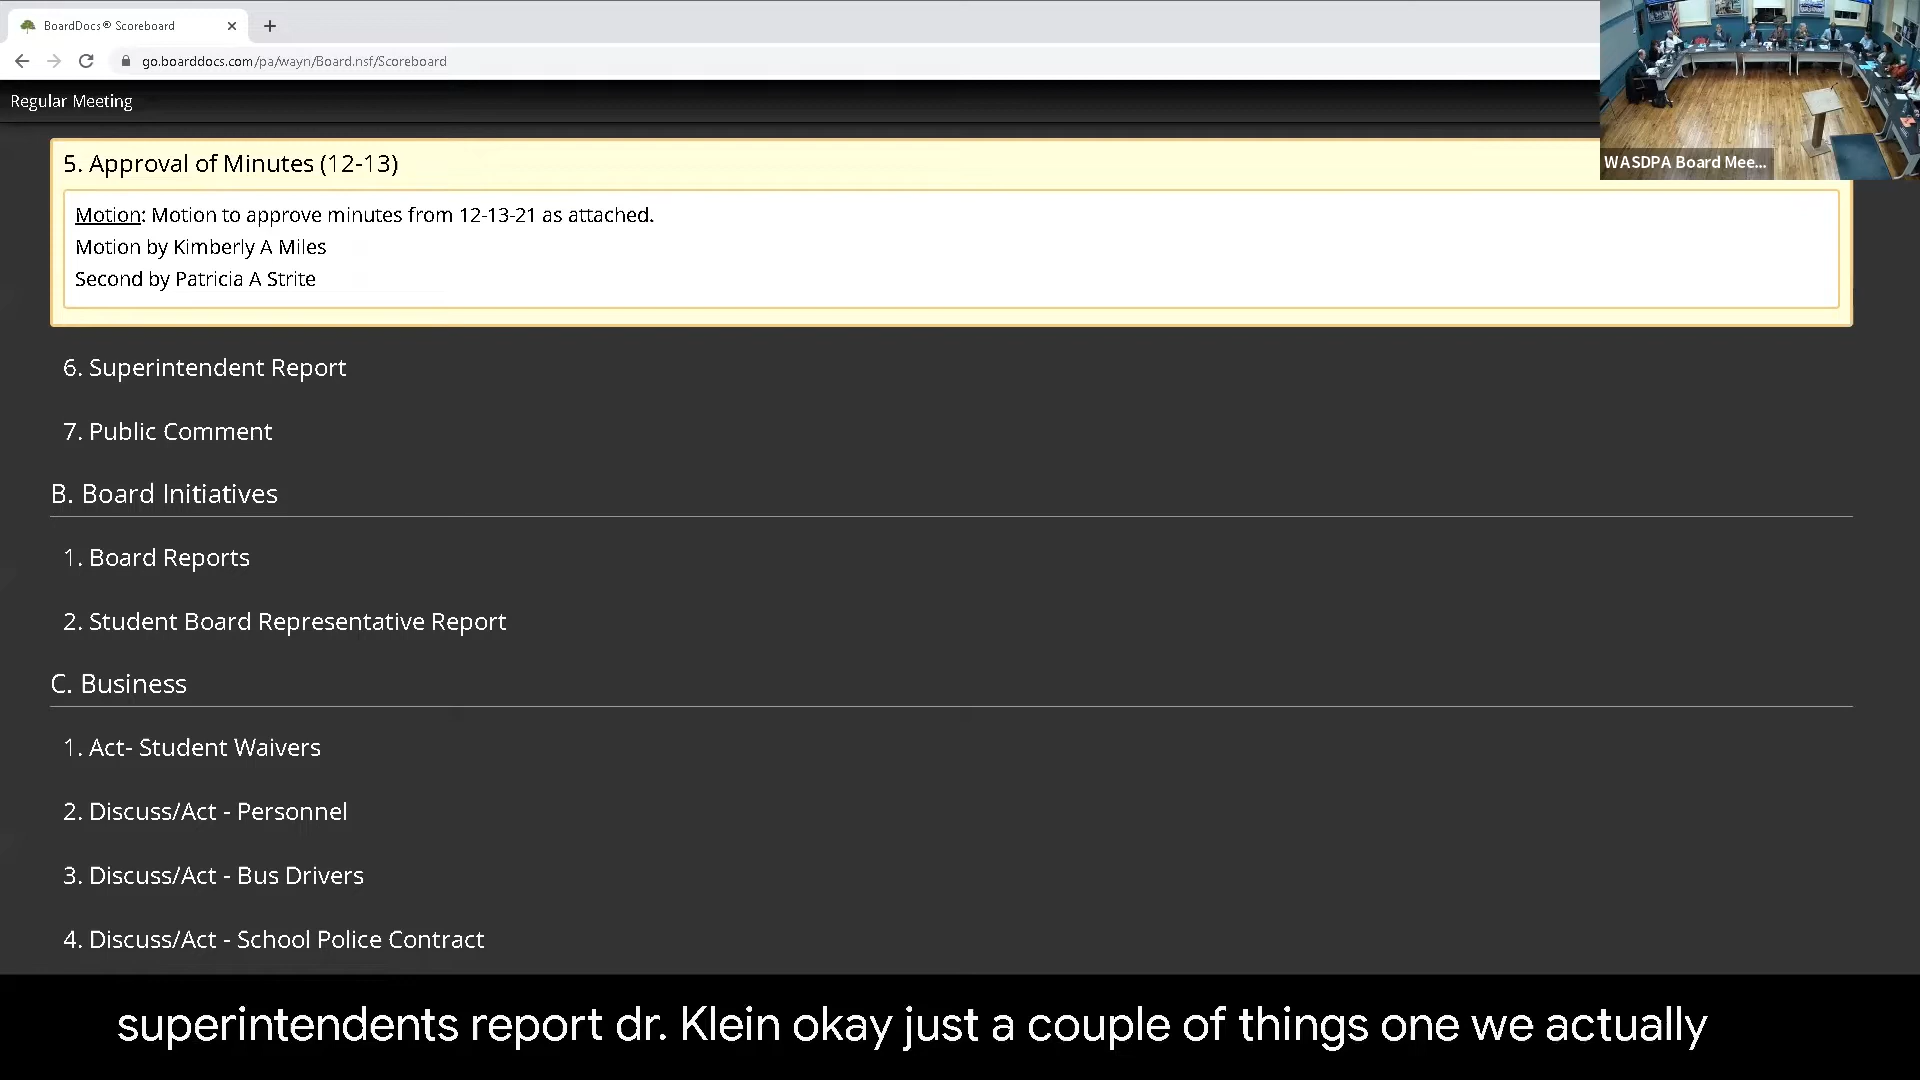 BoardDocs® Scoreboard
go.boarddocs.com/pa/wayn/Board.nsf/Scoreboard
Regular Meeting
WASDPA Board Mee...
5. Approval of Minutes (12-13)
Motion: Motion to approve minutes from 12-13-21 as attached.
Motion by Kimberly A Miles
Second by Patricia A Strite
6. Superintendent Report
7. Public Comment
B. Board Initiatives
1. Board Reports
2. Student Board Representative Report
C. Business
1. Act- Student Waivers
2. Discuss/Act - Personnel
3. Discuss/Act - Bus Drivers
4. Discuss/Act - School Police Contract
superintendents report dr. Klein okay just a couple of things one we actually